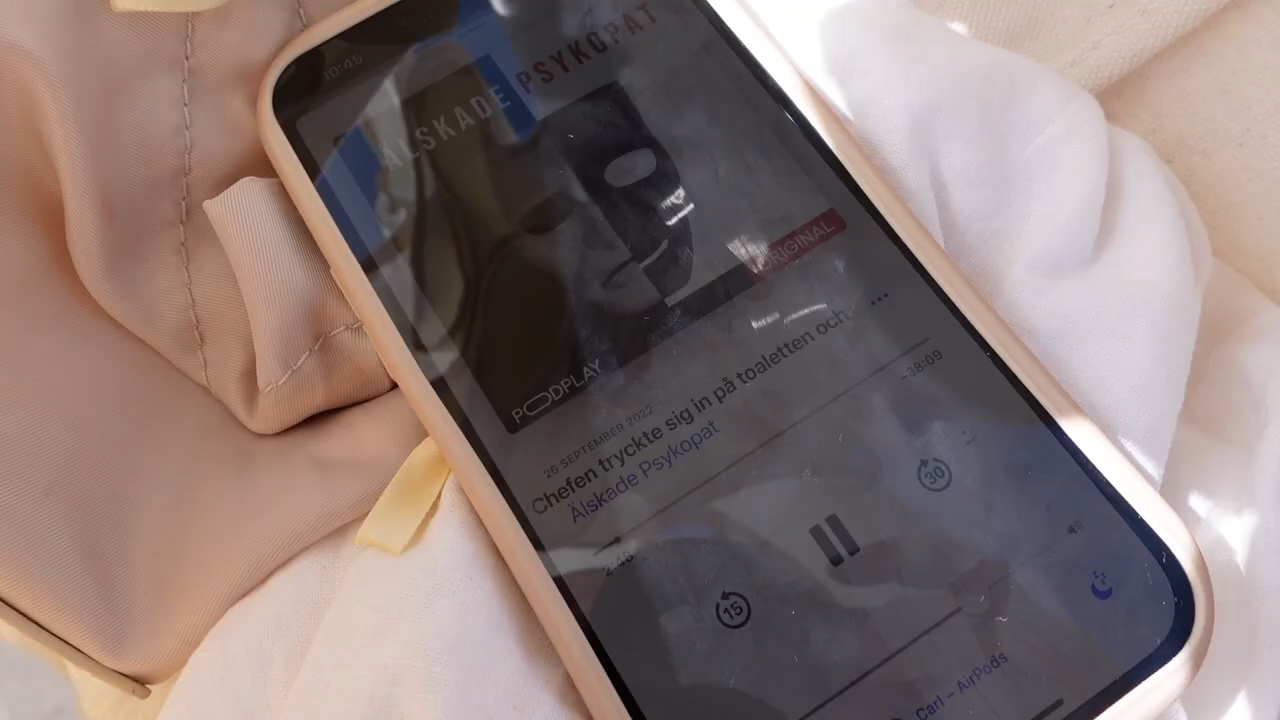 10:45
ÄLSKADE PSYKOPAT
ORIGINAL
PODPLAY
26 SEPTEMBER 2022
Chefen tryckte sig in på toaletten och
Älskade Psykopat
2:46
-38:09
15
30
Carl – AirPods